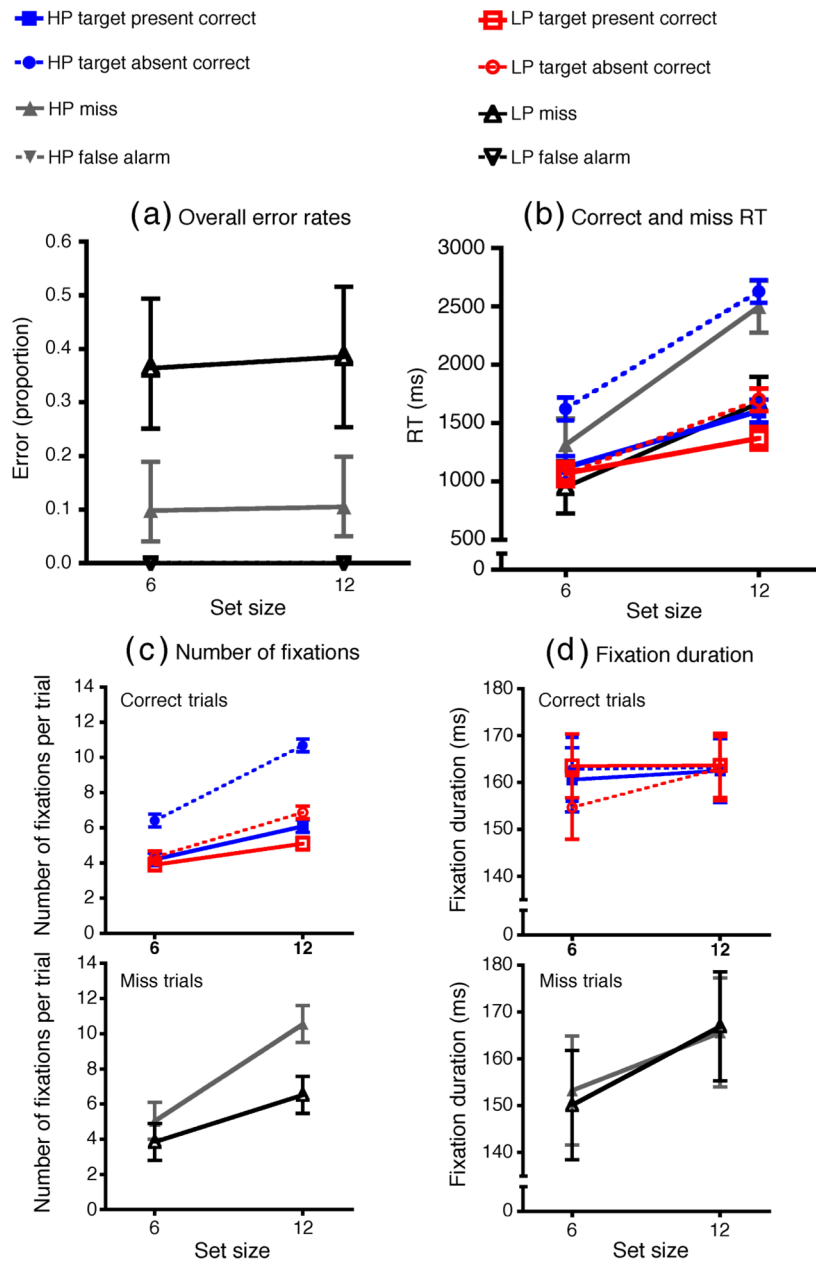 HP target present correct
LP target present correct
HP target absent correct
LP target absent correct
HP miss
LP miss
HP false alarm
LP false alarm
(a) Overall error rates
(b) Correct and miss RT
Error (proportion)
0.6
0.5
0.4
0.3
0.2
0.1
0.0
6
12
Set size
RT (ms)
3000
2500
2000
1500
1000
500
0
6
12
Set size
(c) Number of fixations
(d) Fixation duration
Number of fixations per trial
Correct trials
14
12
10
8
6
4
2
0
6
12
Fixation duration (ms)
Correct trials
180
170
160
150
140
0
6
12
Number of fixations per trial
Miss trials
14
12
10
8
6
4
2
0
6
12
Set size
Fixation duration (ms)
Miss trials
180
170
160
150
140
0
6
12
Set size